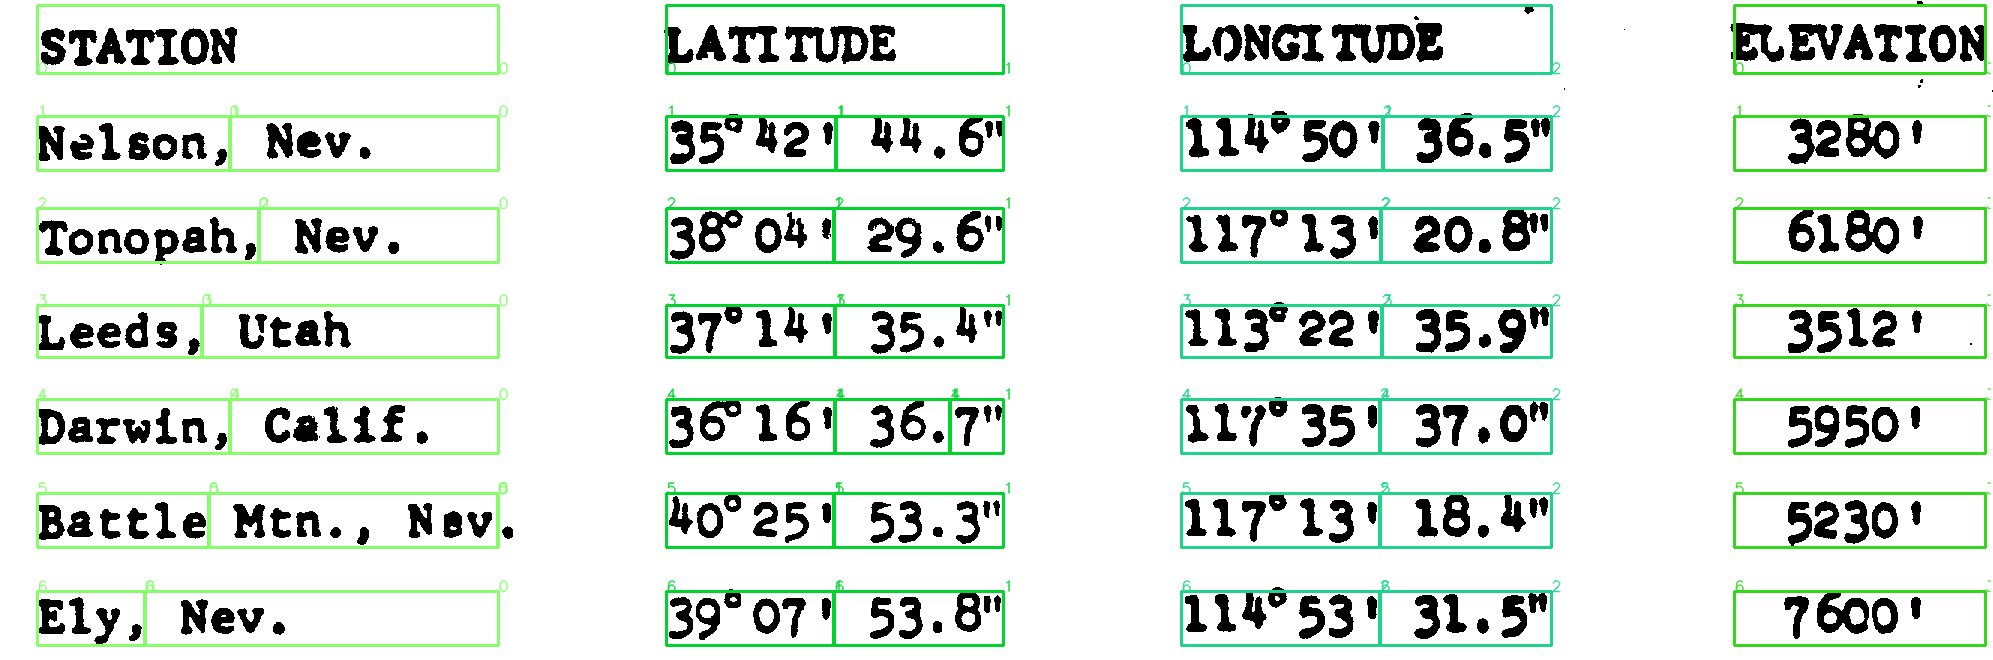 STATION LATITUDE LONGITUDE ELEVATION
Nelson, Nev. 35° 42' 44.6" 114° 50' 36.5" 3280'
Tonopah, Nev. 38° 04' 29.6" 117° 13' 20.8" 6180'
Leeds, Utah 37° 14' 35.4" 113° 22' 35.9" 3512'
Darwin, Calif. 36° 16' 36.7" 117° 35' 37.0" 5950'
Battle Mtn., Nev. 40° 25' 53.3" 117° 13' 18.4" 5230'
Ely, Nev. 39° 07' 53.8" 114° 53' 31.5" 7600'